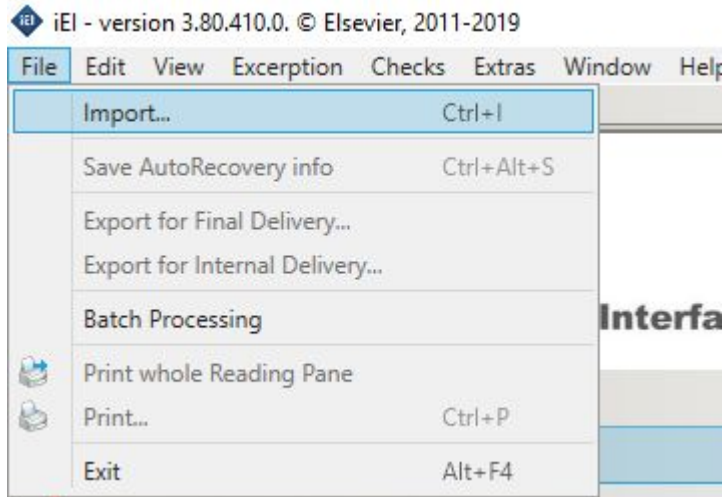 iEI - version 3.80.410.0. © Elsevier, 2011-2019
File Edit View Excerption Checks Extras Window Help
Import... Ctrl+I
Save AutoRecovery info Ctrl+Alt+S
Export for Final Delivery...
Export for Internal Delivery...
Batch Processing
Interfa
Print whole Reading Pane
Print... Ctrl+P
Exit Alt+F4